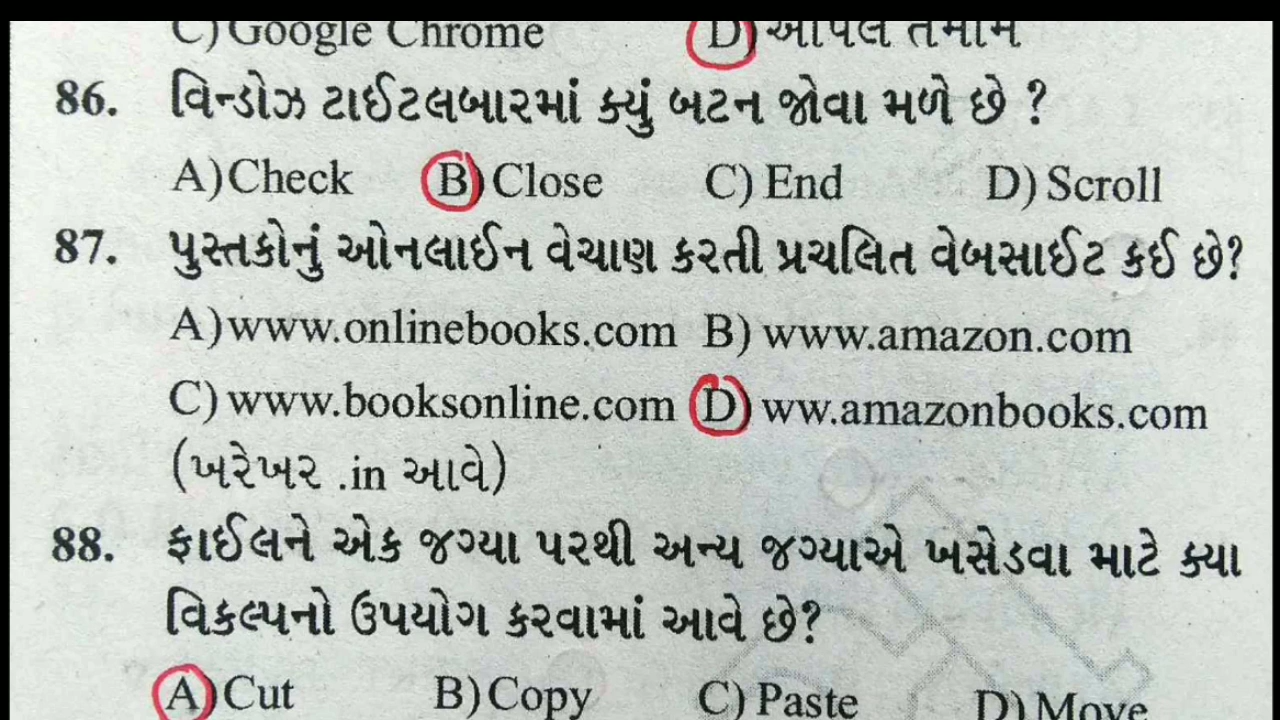 C) Google Chrome D) આપેલ તમામ
86. વિન્ડોઝ ટાઈટલબારમાં ક્યું બટન જોવા મળે છે ?
A) Check B) Close C) End D) Scroll
87. પુસ્તકોનું ઓનલાઈન વેચાણ કરતી પ્રચલિત વેબસાઈટ કઈ છે?
A) www.onlinebooks.com B) www.amazon.com
C) www.booksonline.com D) ww.amazonbooks.com
(ખરેખર .in આવે)
88. ફાઈલને એક જગ્યા પરથી અન્ય જગ્યાએ ખસેડવા માટે ક્યા
વિકલ્પનો ઉપયોગ કરવામાં આવે છે?
A) Cut B) Copy C) Paste D) Move